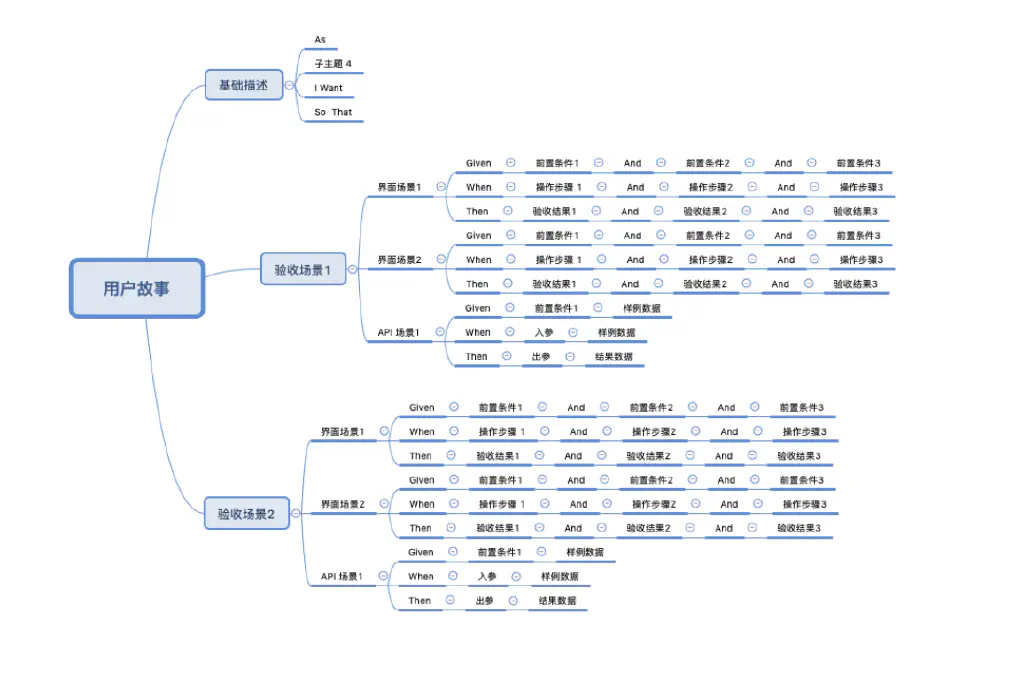 As
子主题 4
基础描述
I Want
So That
Given 前置条件1 And 前置条件2 And 前置条件3
界面场景1 When 操作步骤 1 And 操作步骤2 And 操作步骤3
Then 验收结果1 And 验收结果2 And 验收结果3
Given 前置条件1 And 前置条件2 And 前置条件3
验收场景1 界面场景2 When 操作步骤 1 And 操作步骤2 And 操作步骤3
Then 验收结果1 And 验收结果2 And 验收结果3
用户故事
Given 前置条件1 样例数据
API 场景1 When 入参 样例数据
Then 出参 结果数据
Given 前置条件1 And 前置条件2 And 前置条件3
界面场景1 When 操作步骤 1 And 操作步骤2 And 操作步骤3
Then 验收结果1 And 验收结果2 And 验收结果3
Given 前置条件1 And 前置条件2 And 前置条件3
验收场景2 界面场景2 When 操作步骤 1 And 操作步骤2 And 操作步骤3
Then 验收结果1 And 验收结果2 And 验收结果3
Given 前置条件1 样例数据
API 场景1 When 入参 样例数据
Then 出参 结果数据